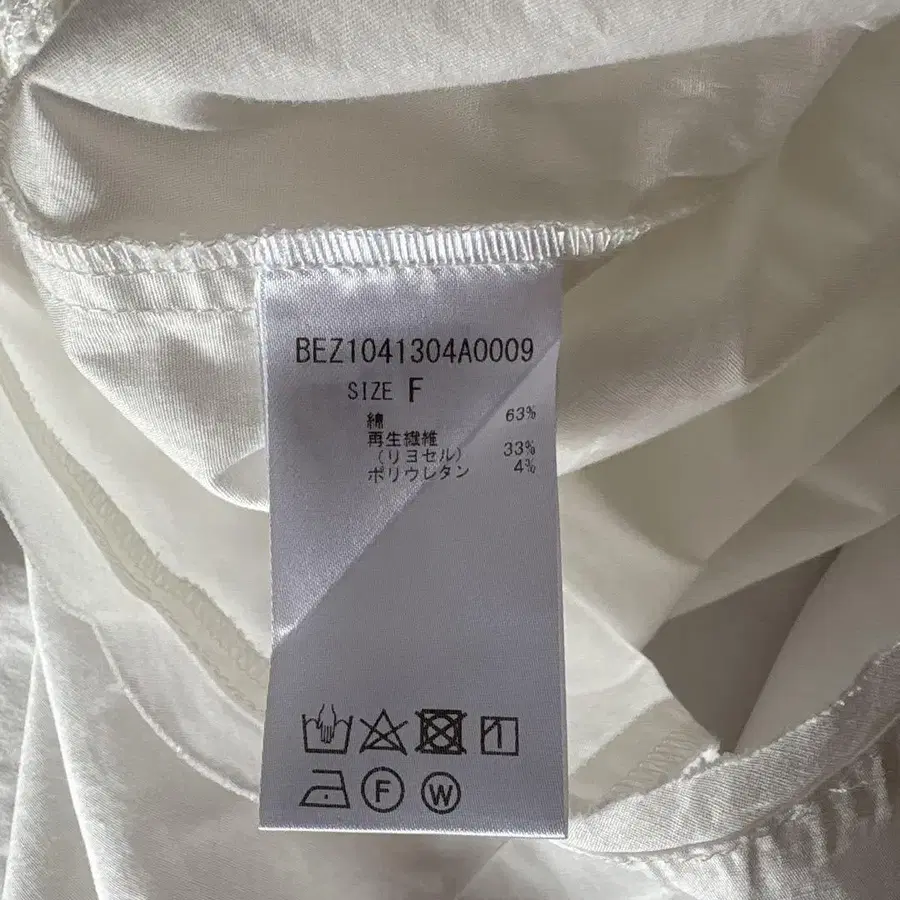 BEZ1041304A0009
SIZE F
綿 63%
再生繊維
(リヨセル) 33%
ポリウレタン 4%
F W